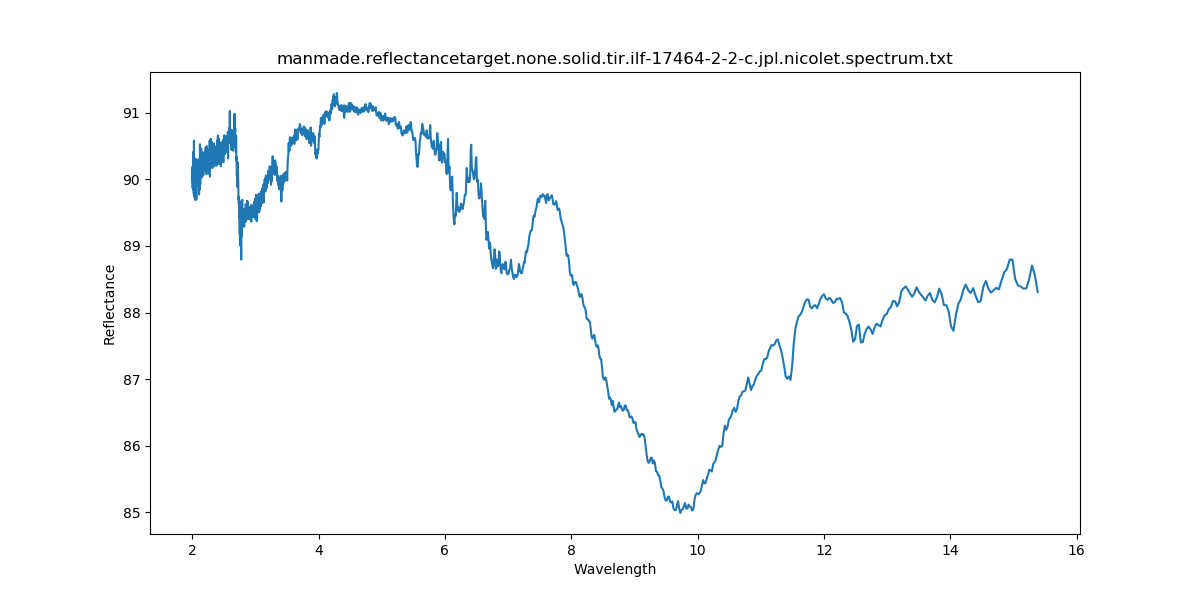 manmade.reflectancetarget.none.solid.tir.ilf-17464-2-2-c.jpl.nicolet.spectrum.txt
91
90
89
88
87
86
85
Reflectance
2 4 6 8 10 12 14 16
Wavelength